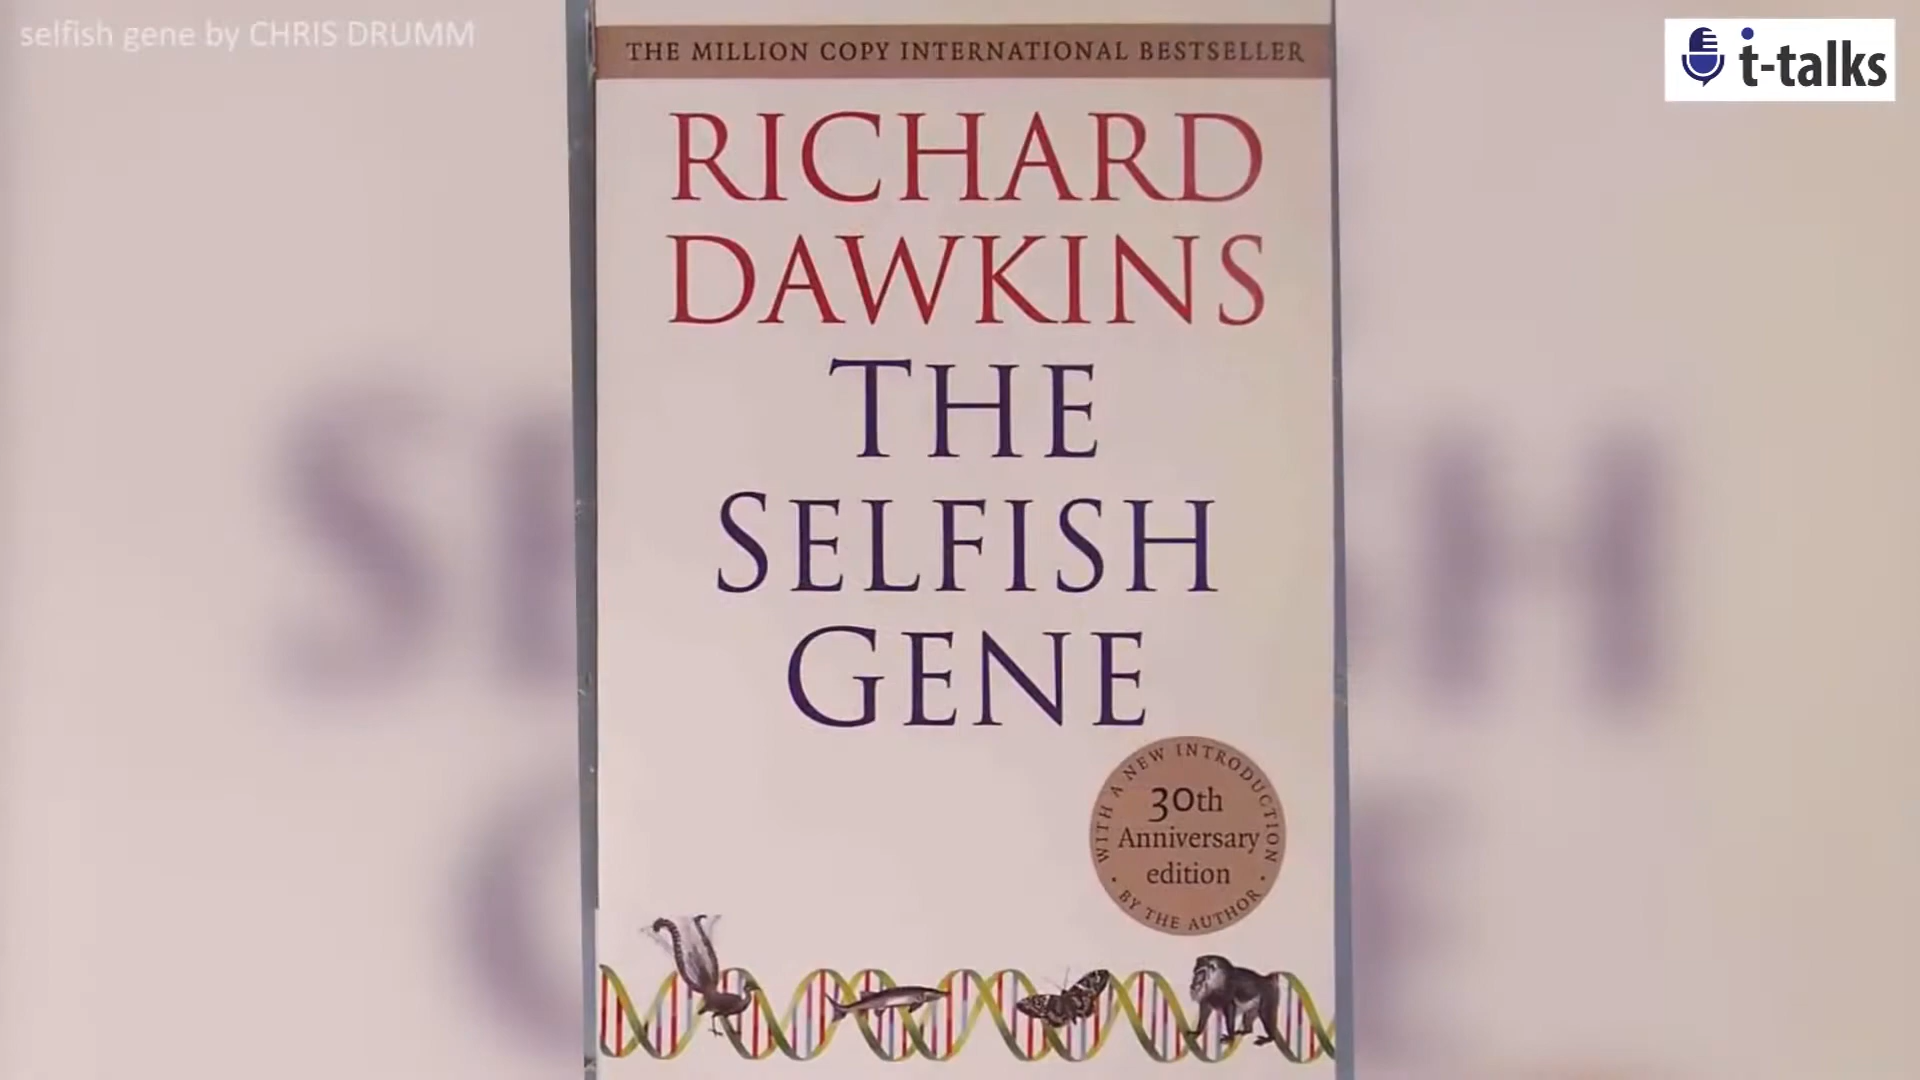 selfish gene by CHRIS DRUMM
i-talks
THE MILLION COPY INTERNATIONAL BESTSELLER
RICHARD
DAWKINS
THE
SELFISH
GENE
WITH A NEW INTRODUCTION
30th
Anniversary
edition
· BY THE AUTHOR ·